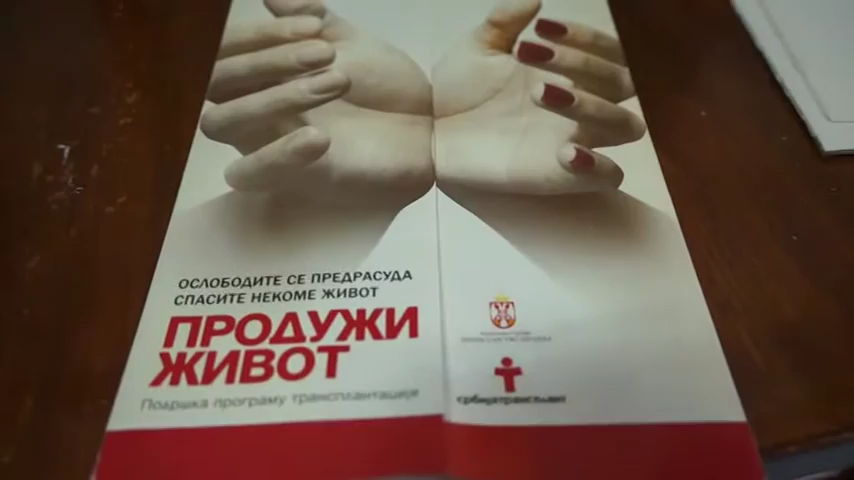 ОСЛОБОДИТЕ СЕ ПРЕДРАСУДА
СПАСИТЕ НЕКОМЕ ЖИВОТ
ПРОДУЖИ
ЖИВОТ
Подршка програму трансплантације